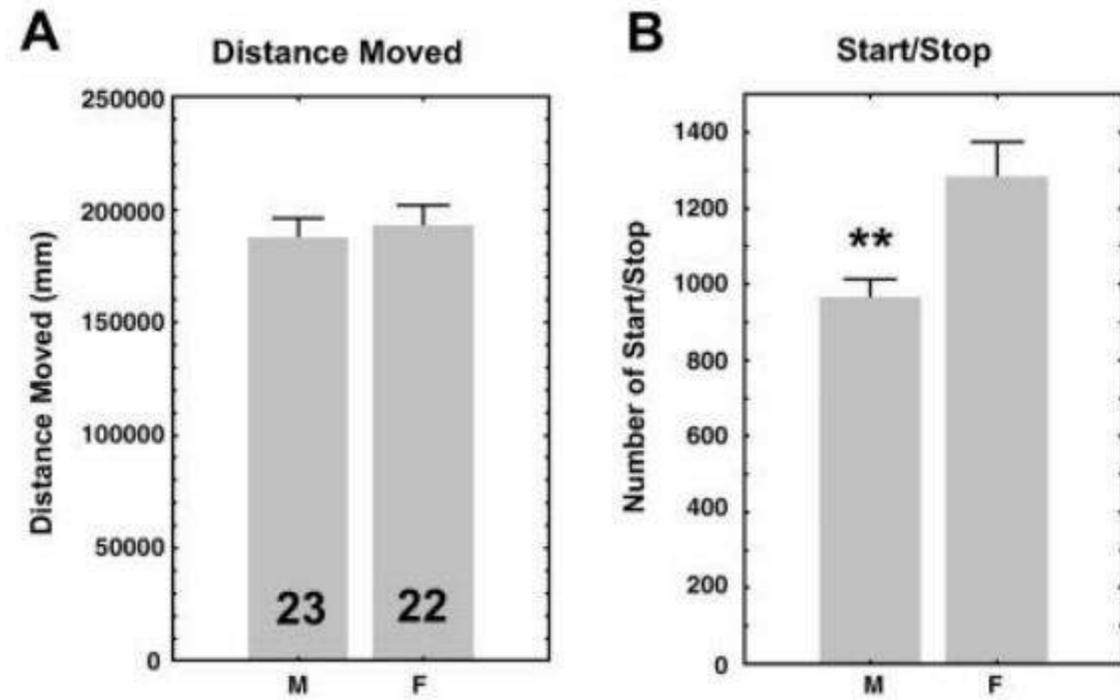 A
Distance Moved
Distance Moved (mm)
250000
200000
150000
100000
50000
0
23
22
M
F
B
Start/Stop
Number of Start/Stop
1400
1200
1000
800
600
400
200
0
**
M
F